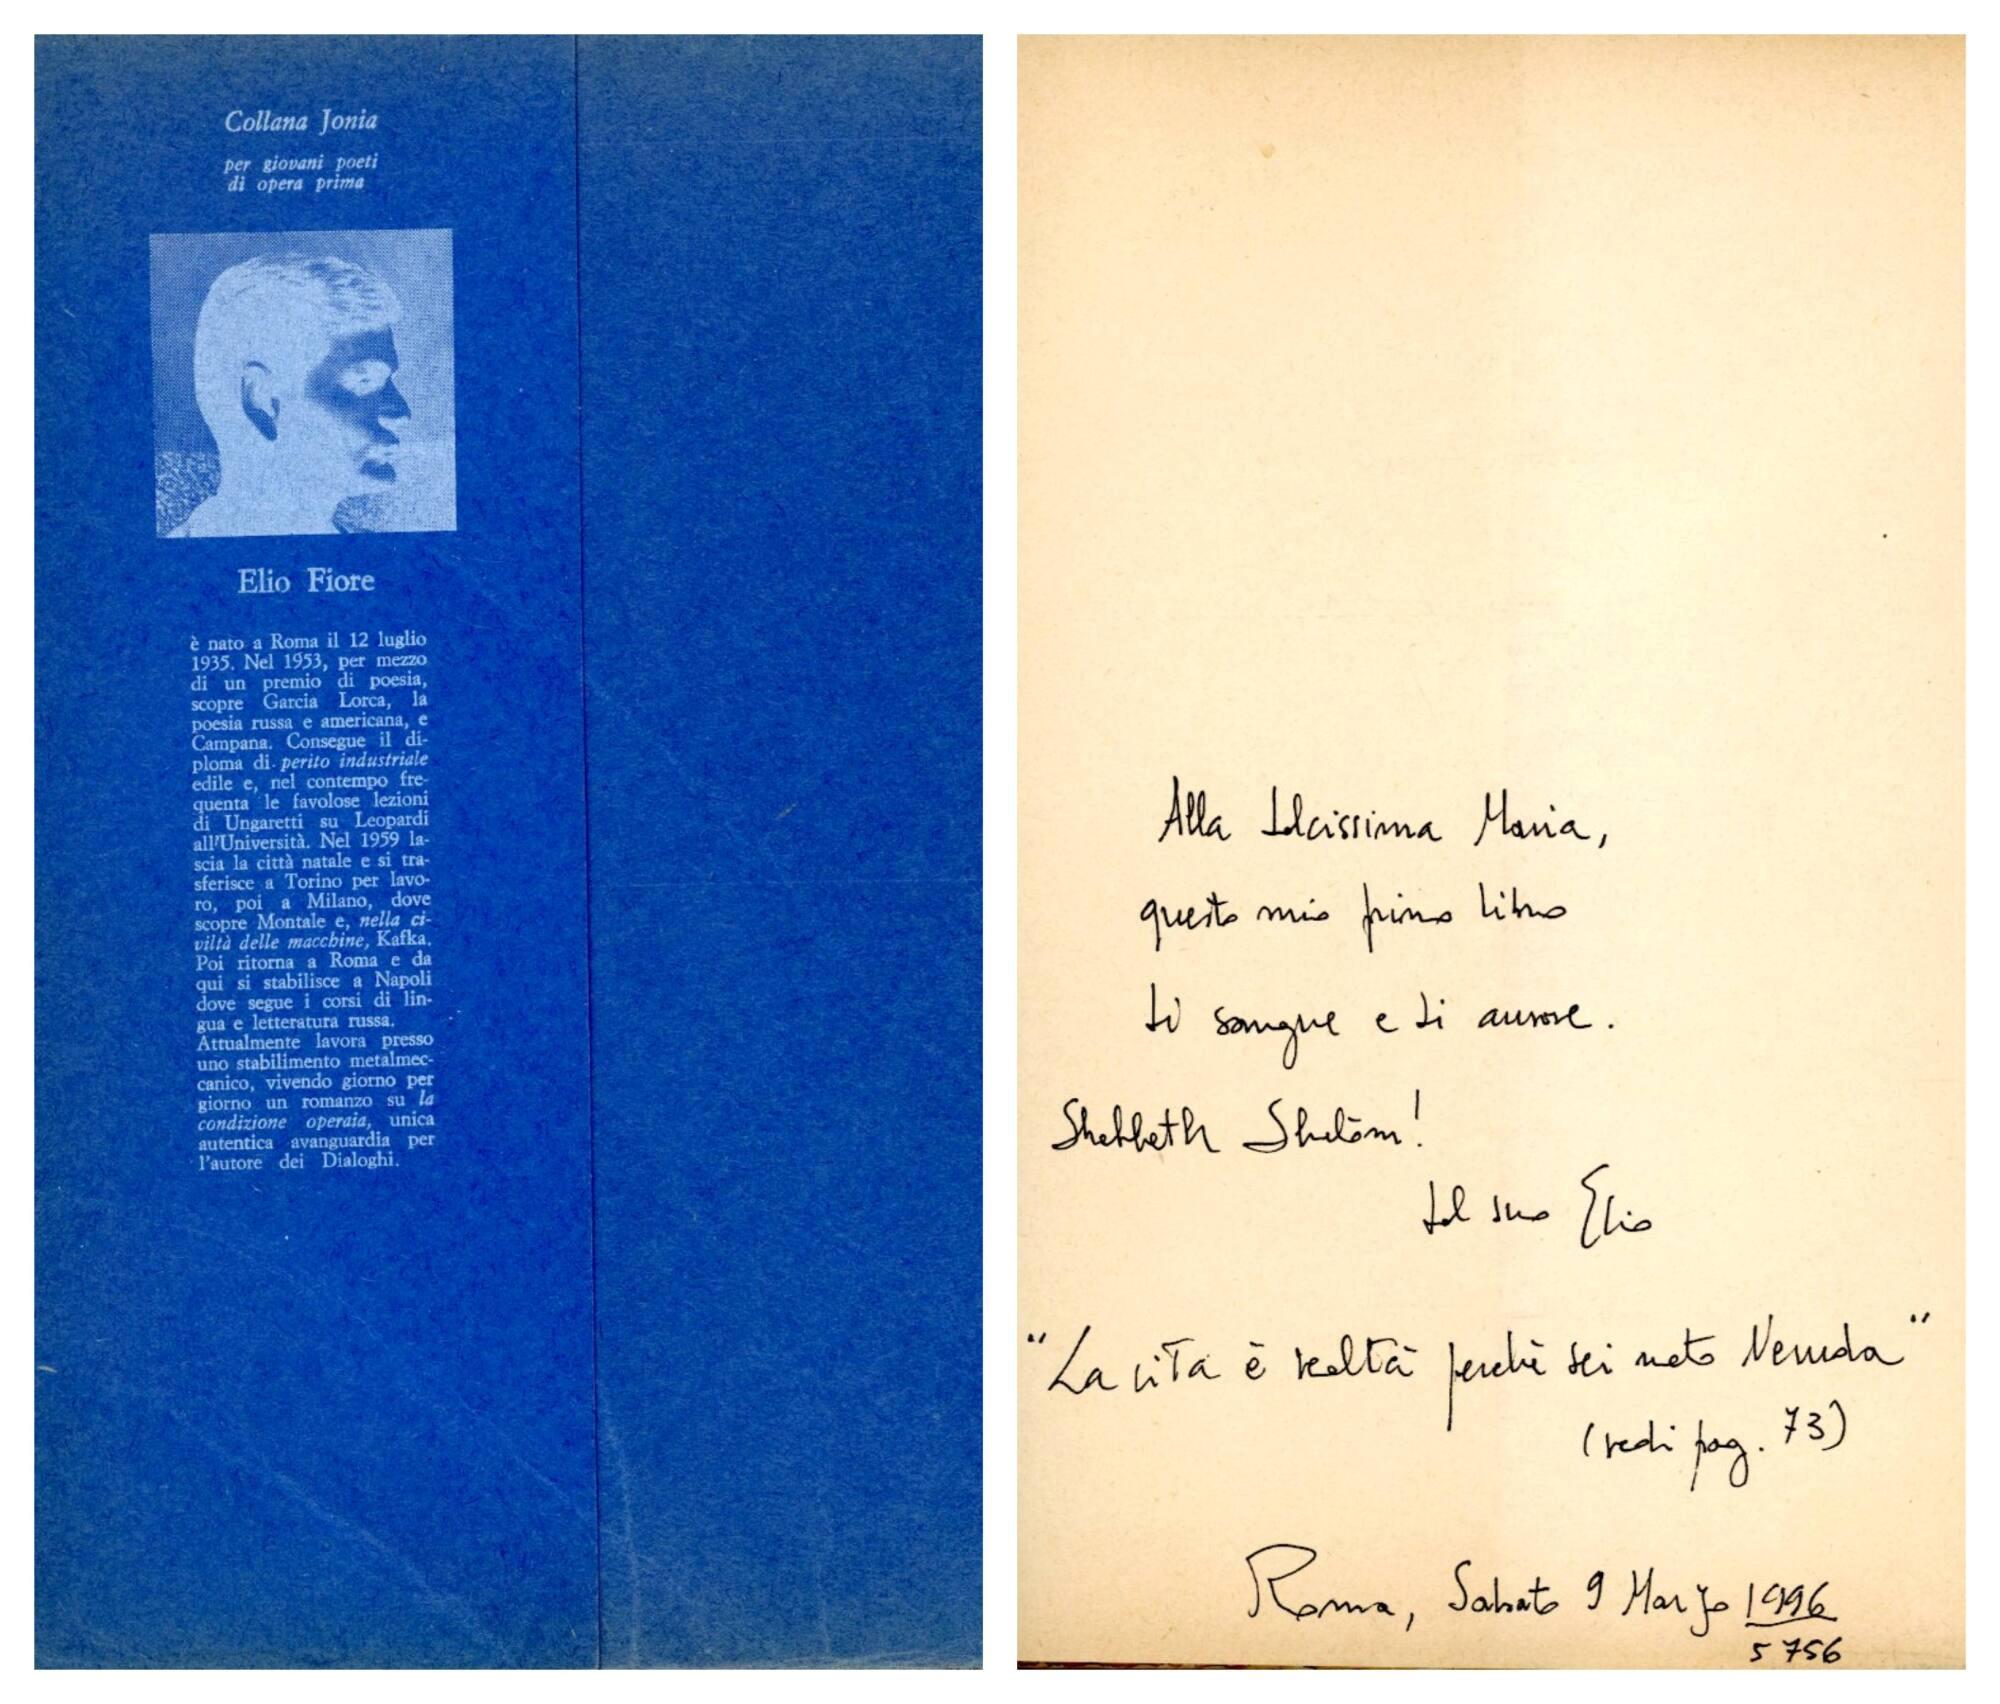 Collana Jonia
per giovani poeti
di opera prima
Elio Fiore
è nato a Roma il 12 luglio
1935. Nel 1953, per mezzo
di un premio di poesia,
scopre Garcia Lorca, la
poesia russa e americana, e
Campana. Consegue il di-
ploma di perito industriale
edile e, nel contempo fre-
quenta le favolose lezioni
di Ungaretti su Leopardi
all'Università. Nel 1959 la-
scia la città natale e si tra-
sferisce a Torino per lavo-
ro, poi a Milano, dove
scopre Montale e, nella ci-
viltà delle macchine, Kafka.
Poi ritorna a Roma e da
qui si stabilisce a Napoli
dove segue i corsi di lin-
gua e letteratura russa.
Attualmente lavora presso
uno stabilimento metalmec-
canico, vivendo giorno per
giorno un romanzo su la
condizione operaia, unica
autentica avanguardia per
l'autore dei Dialoghi.
Alla dolcissima Maria,
questo mio primo libro
di sangue e di aurore.
Shabbath Shalòm!
dal suo Elio
"La vita è realtà perchè sei nato Neruda"
(vedi pag. 73)
Roma, Sabato 9 Marzo 1996
5756